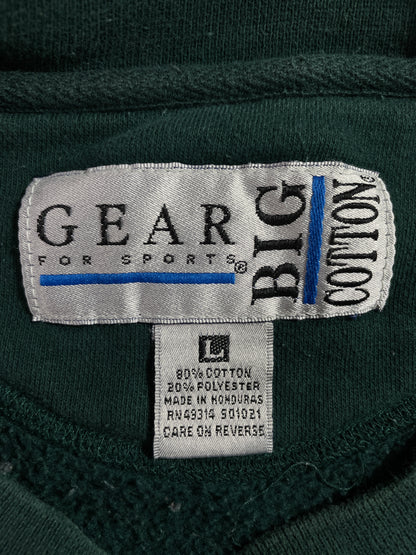 GEAR
FOR SPORTS®
BIG
COTTON®
L
80% COTTON
20% POLYESTER
MADE IN HONDURAS
RN49314 S01021
CARE ON REVERSE